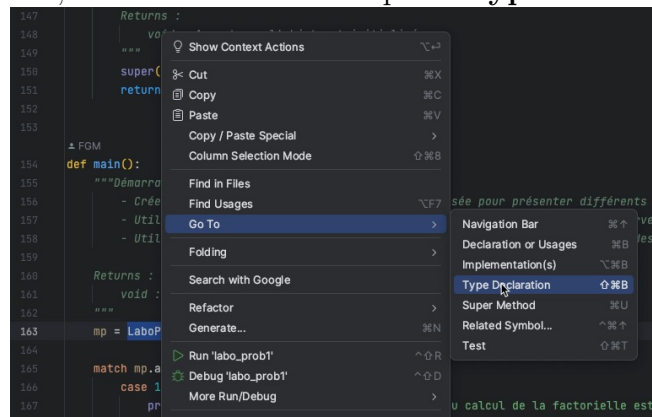 147 Returns :
148
149 """
150 super(
151 return
152
153
FGM
154 def main():
155 """Démarra
156 - Crée sée pour présenter différents
157 - Util
158 - Util
159
160 Returns :
161 void :
162 """
163 mp = LaboP
164
165 match mp.a
166 case 1
167 pr u calcul de la factorielle est
Show Context Actions ⌥⏎
Cut ⌘X
Copy ⌘C
Paste ⌘V
Copy / Paste Special >
Column Selection Mode ⇧⌘8
Find in Files
Find Usages ⌥F7
Go To >
Folding >
Search with Google
Refactor >
Generate... ⌘N
Run 'labo_prob1' ^⇧R
Debug 'labo_prob1' ^⇧D
More Run/Debug >
Navigation Bar ⌘↑
Declaration or Usages ⌘B
Implementation(s) ⌥⌘B
Type Declaration ⇧⌘B
Super Method ⌘U
Related Symbol... ^⌘↑
Test ⇧⌘T